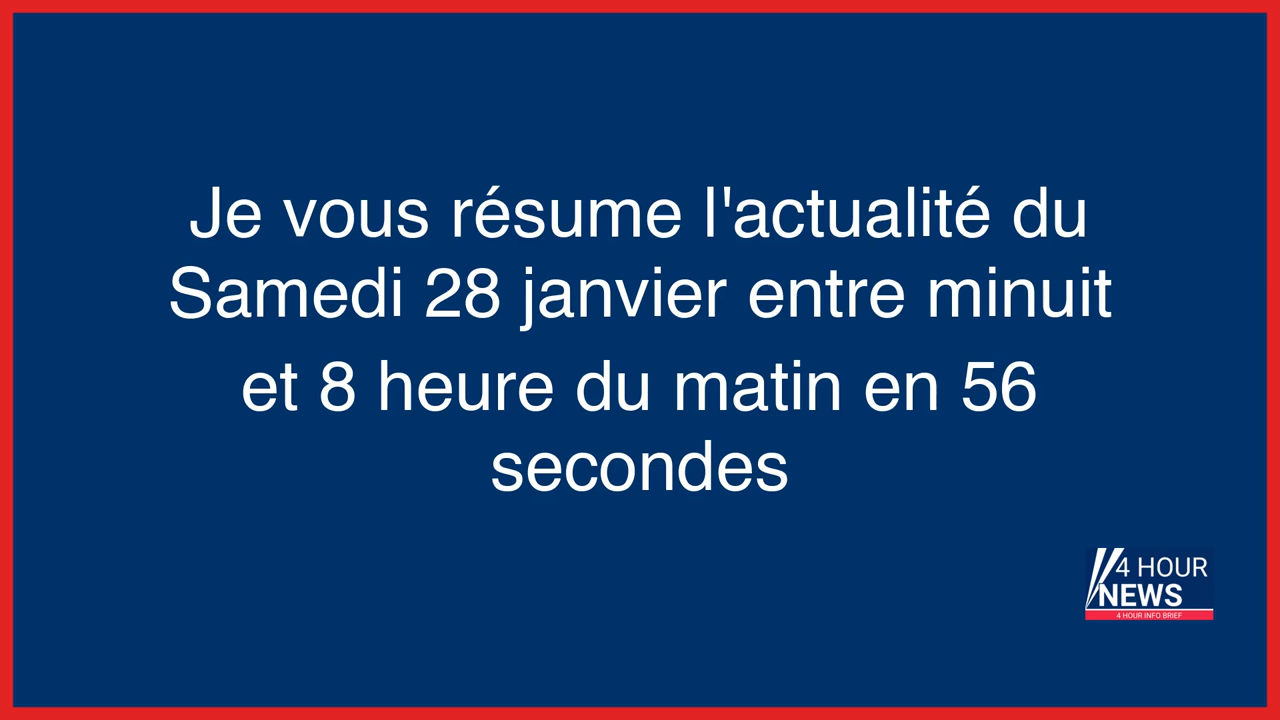 Je vous résume l'actualité du
Samedi 28 janvier entre minuit
et 8 heure du matin en 56
secondes
4 HOUR
NEWS
4 HOUR INFO BRIEF